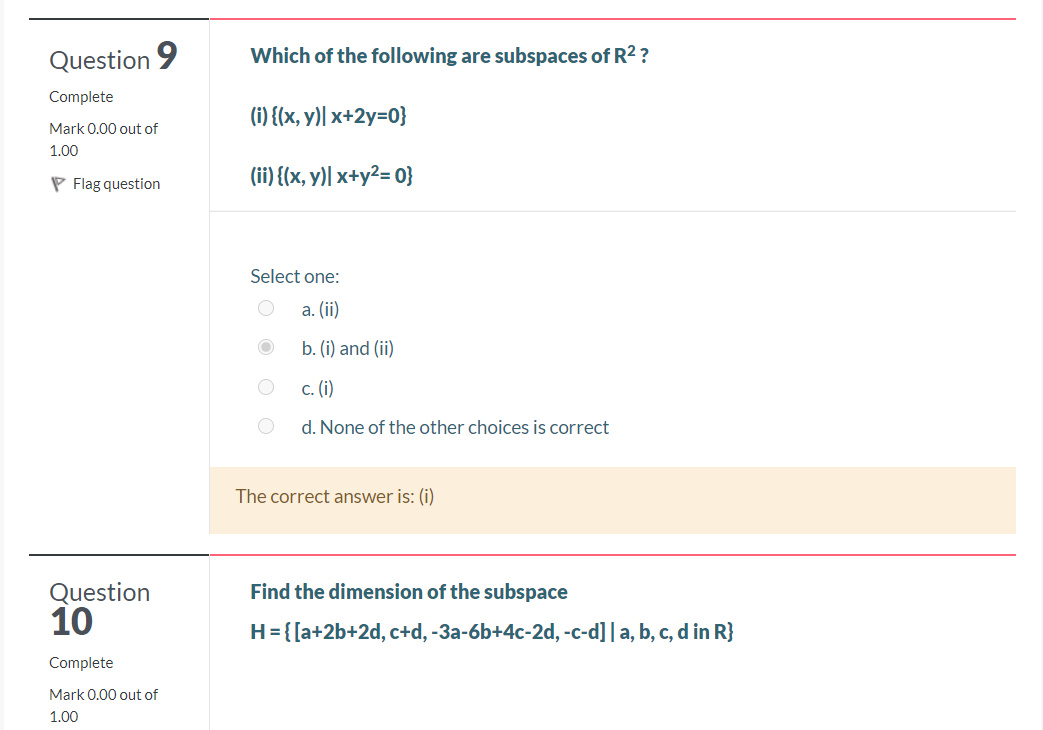 Question 9
Complete
Mark 0.00 out of
1.00
Flag question
Which of the following are subspaces of R² ?
(i) {(x, y)| x+2y=0}
(ii) {(x, y)| x+y²= 0}
Select one:
a. (ii)
b. (i) and (ii)
c. (i)
d. None of the other choices is correct
The correct answer is: (i)
Question
10
Complete
Mark 0.00 out of
1.00
Find the dimension of the subspace
H = { [a+2b+2d, c+d, -3a-6b+4c-2d, -c-d] | a, b, c, d in R}